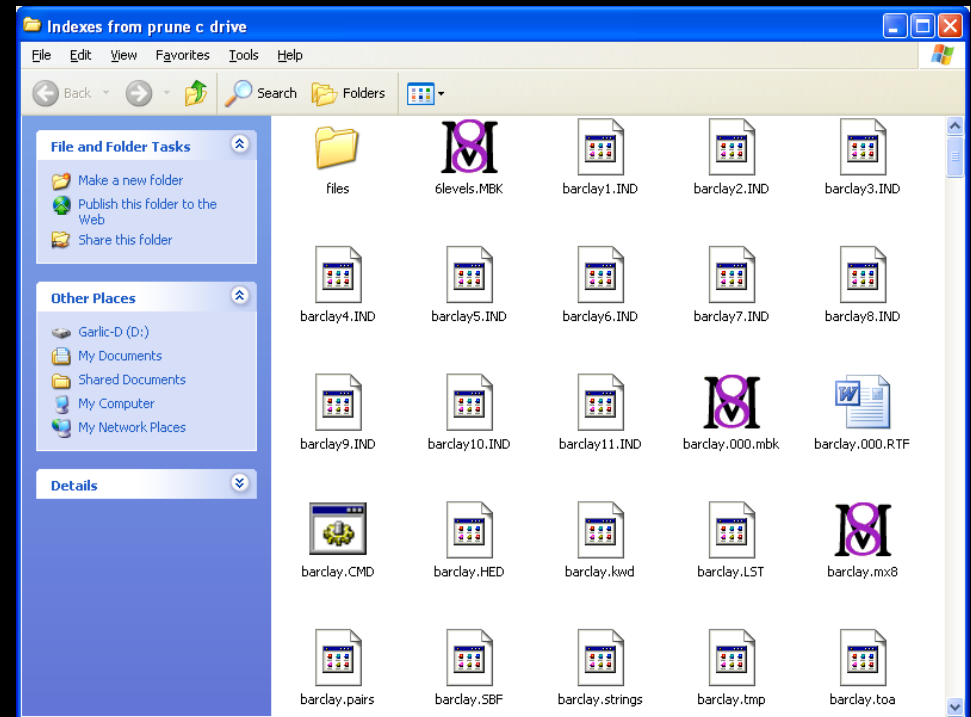 Indexes from prune c drive
File Edit View Favorites Tools Help
Back Search Folders
File and Folder Tasks
Make a new folder
Publish this folder to the
Web
Share this folder
Other Places
Garlic-D (D:)
My Documents
Shared Documents
My Computer
My Network Places
Details
files 6levels.MBK barclay1.IND barclay2.IND barclay3.IND
barclay4.IND barclay5.IND barclay6.IND barclay7.IND barclay8.IND
barclay9.IND barclay10.IND barclay11.IND barclay.000.mbk barclay.000.RTF
barclay.CMD barclay.HED barclay.kwd barclay.LST barclay.mx8
barclay.pairs barclay.SBF barclay.strings barclay.tmp barclay.toa